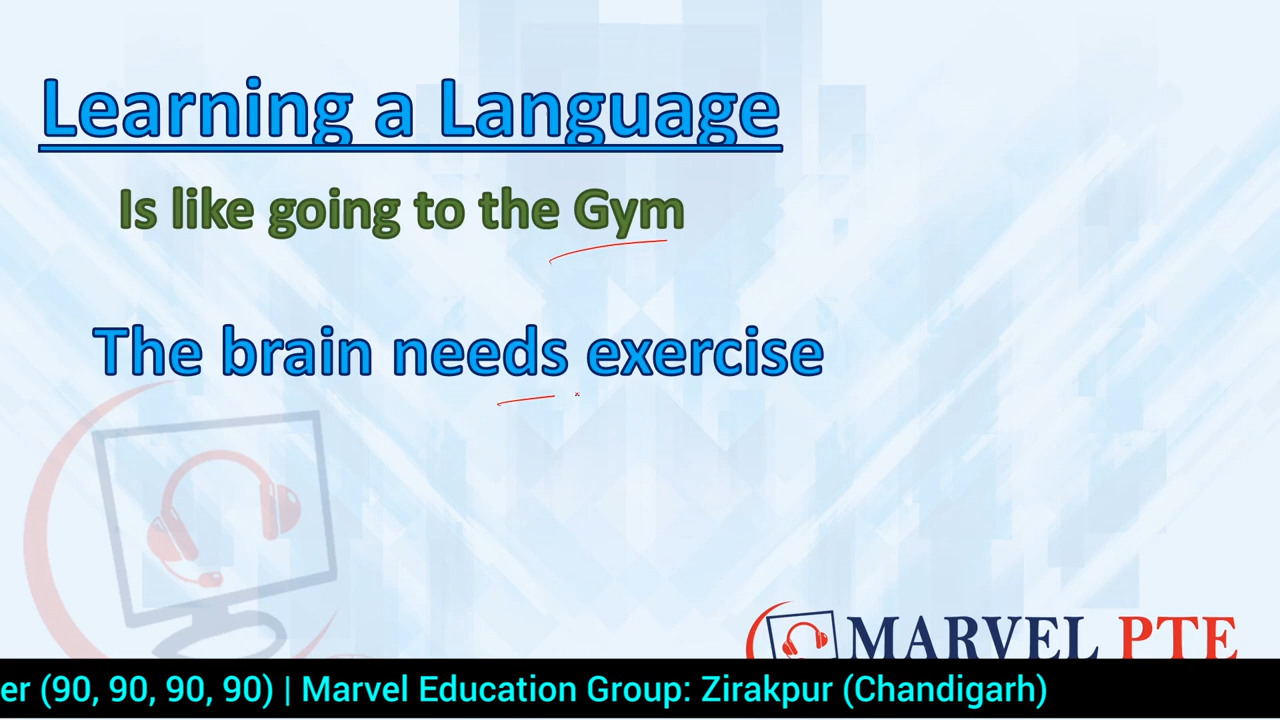 Learning a Language
Is like going to the Gym
The brain needs exercise
MARVEL PTE
er (90, 90, 90, 90) | Marvel Education Group: Zirakpur (Chandigarh)